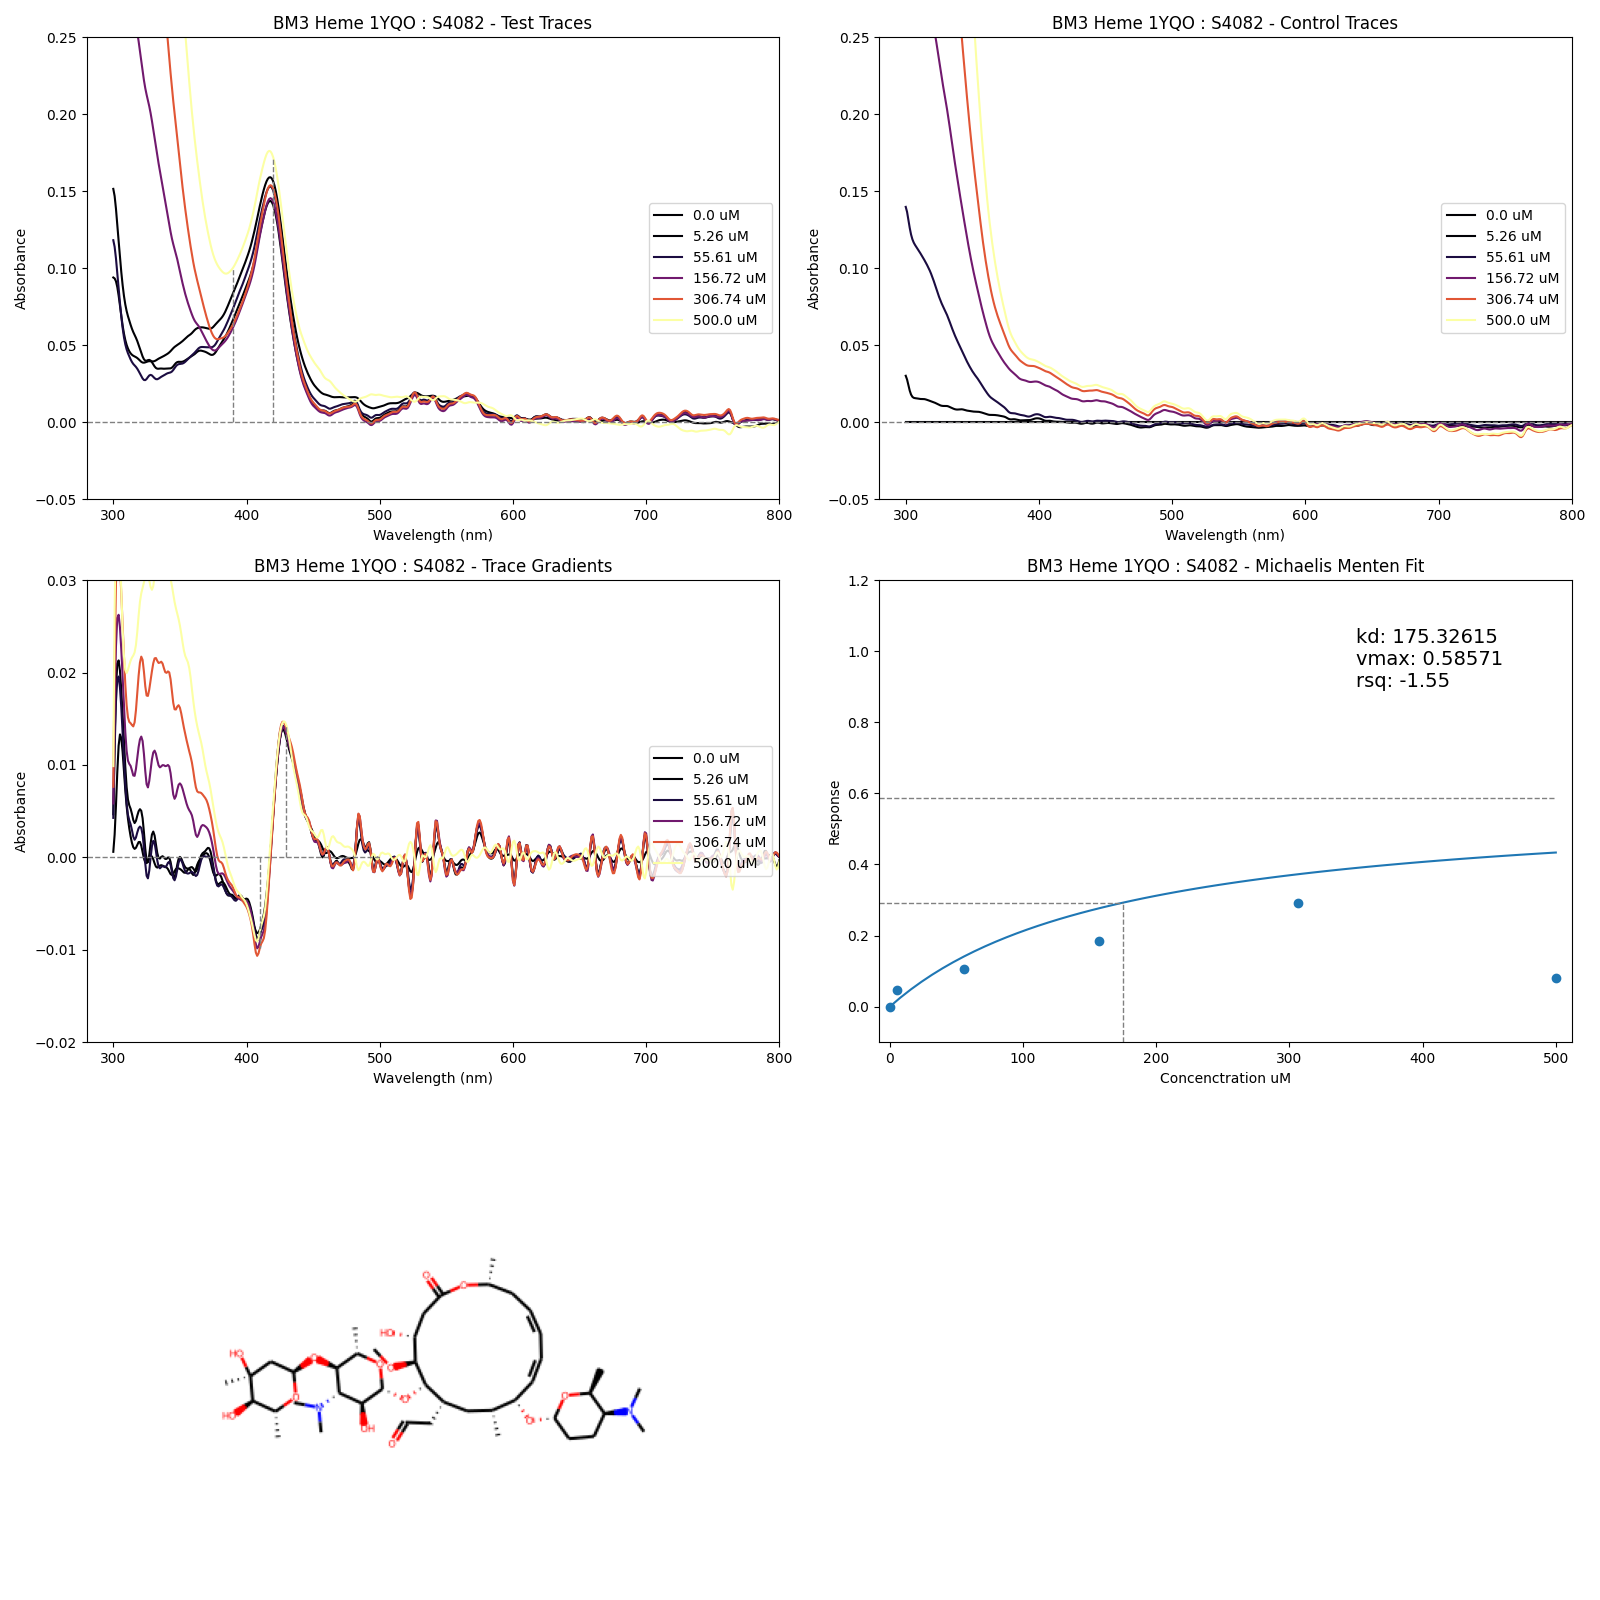 BM3 Heme 1YQO : S4082 - Test Traces
0.25
0.20
0.15
0.10
0.05
0.00
−0.05
Absorbance
300 400 500 600 700 800
Wavelength (nm)
0.0 uM
5.26 uM
55.61 uM
156.72 uM
306.74 uM
500.0 uM
BM3 Heme 1YQO : S4082 - Control Traces
0.25
0.20
0.15
0.10
0.05
0.00
−0.05
Absorbance
300 400 500 600 700 800
Wavelength (nm)
0.0 uM
5.26 uM
55.61 uM
156.72 uM
306.74 uM
500.0 uM
BM3 Heme 1YQO : S4082 - Trace Gradients
0.03
0.02
0.01
0.00
−0.01
−0.02
Absorbance
300 400 500 600 700 800
Wavelength (nm)
0.0 uM
5.26 uM
55.61 uM
156.72 uM
306.74 uM
500.0 uM
BM3 Heme 1YQO : S4082 - Michaelis Menten Fit
1.2
1.0
0.8
0.6
0.4
0.2
0.0
Response
0 100 200 300 400 500
Concenctration uM
kd: 175.32615
vmax: 0.58571
rsq: -1.55
O
O
HO
HO
O
O
O
O
O
HO
O
N
OH
O
O
O
N